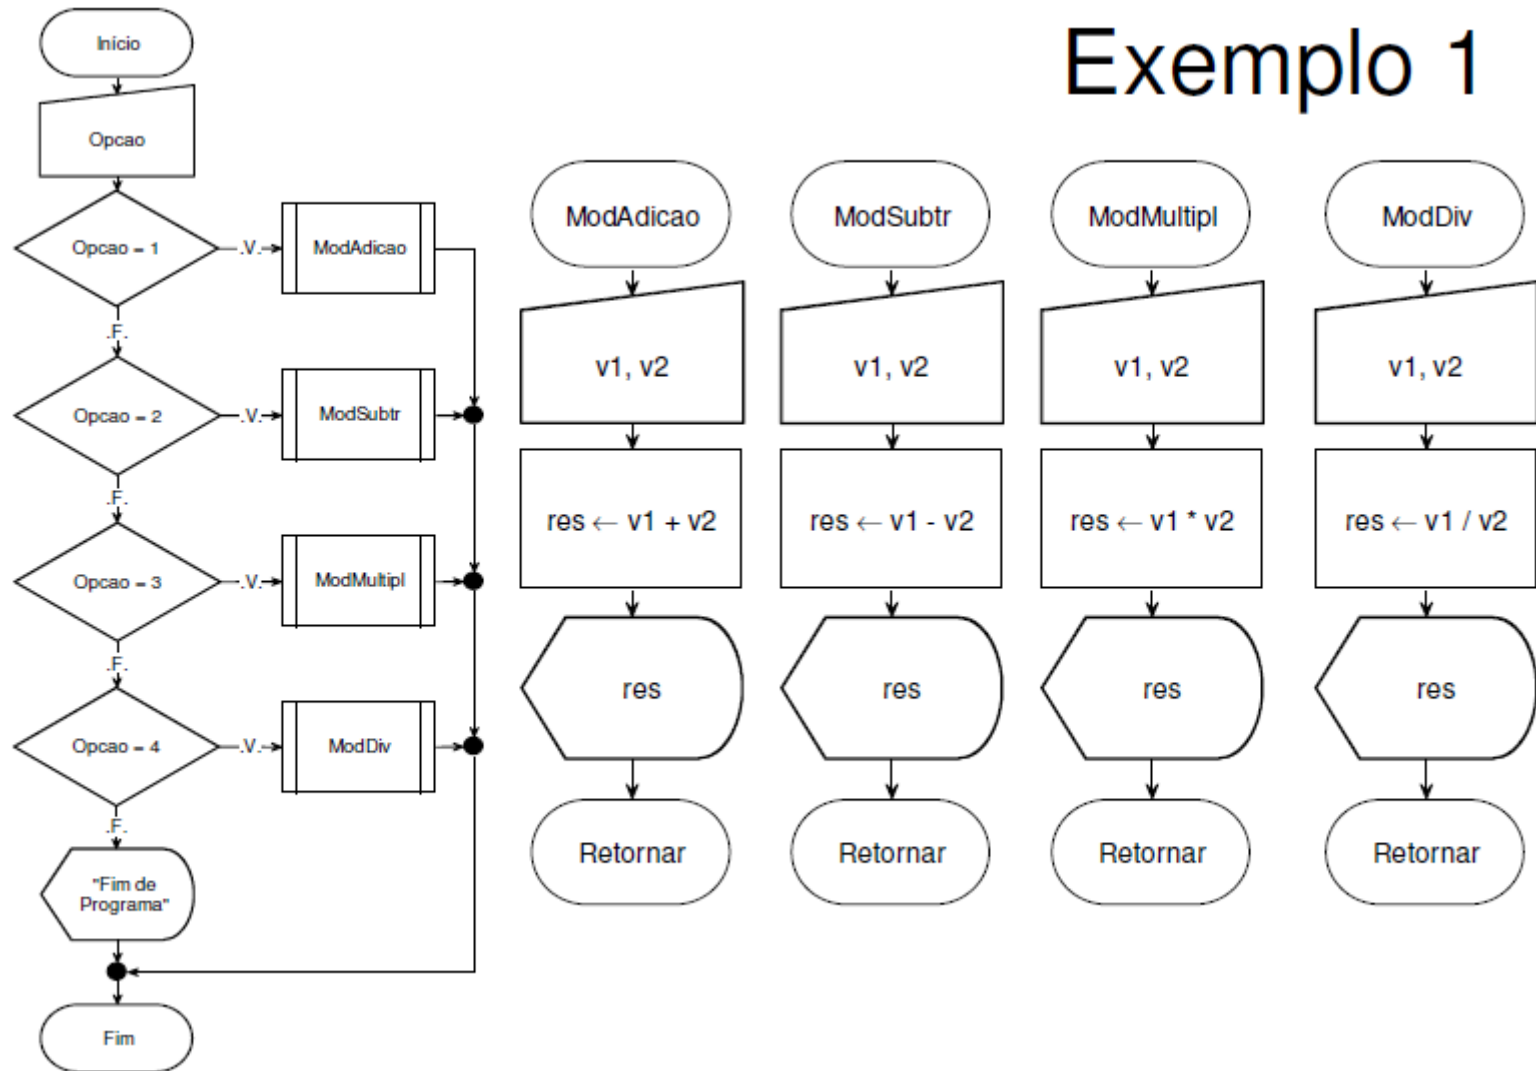 Exemplo 1
Início
Opcao
Opcao = 1
.V.
ModAdicao
.F.
Opcao = 2
.V.
ModSubtr
.F.
Opcao = 3
.V.
ModMultipl
.F.
Opcao = 4
.V.
ModDiv
.F.
"Fim de
Programa"
Fim
ModAdicao
v1, v2
res ← v1 + v2
res
Retornar
ModSubtr
v1, v2
res ← v1 - v2
res
Retornar
ModMultipl
v1, v2
res ← v1 * v2
res
Retornar
ModDiv
v1, v2
res ← v1 / v2
res
Retornar